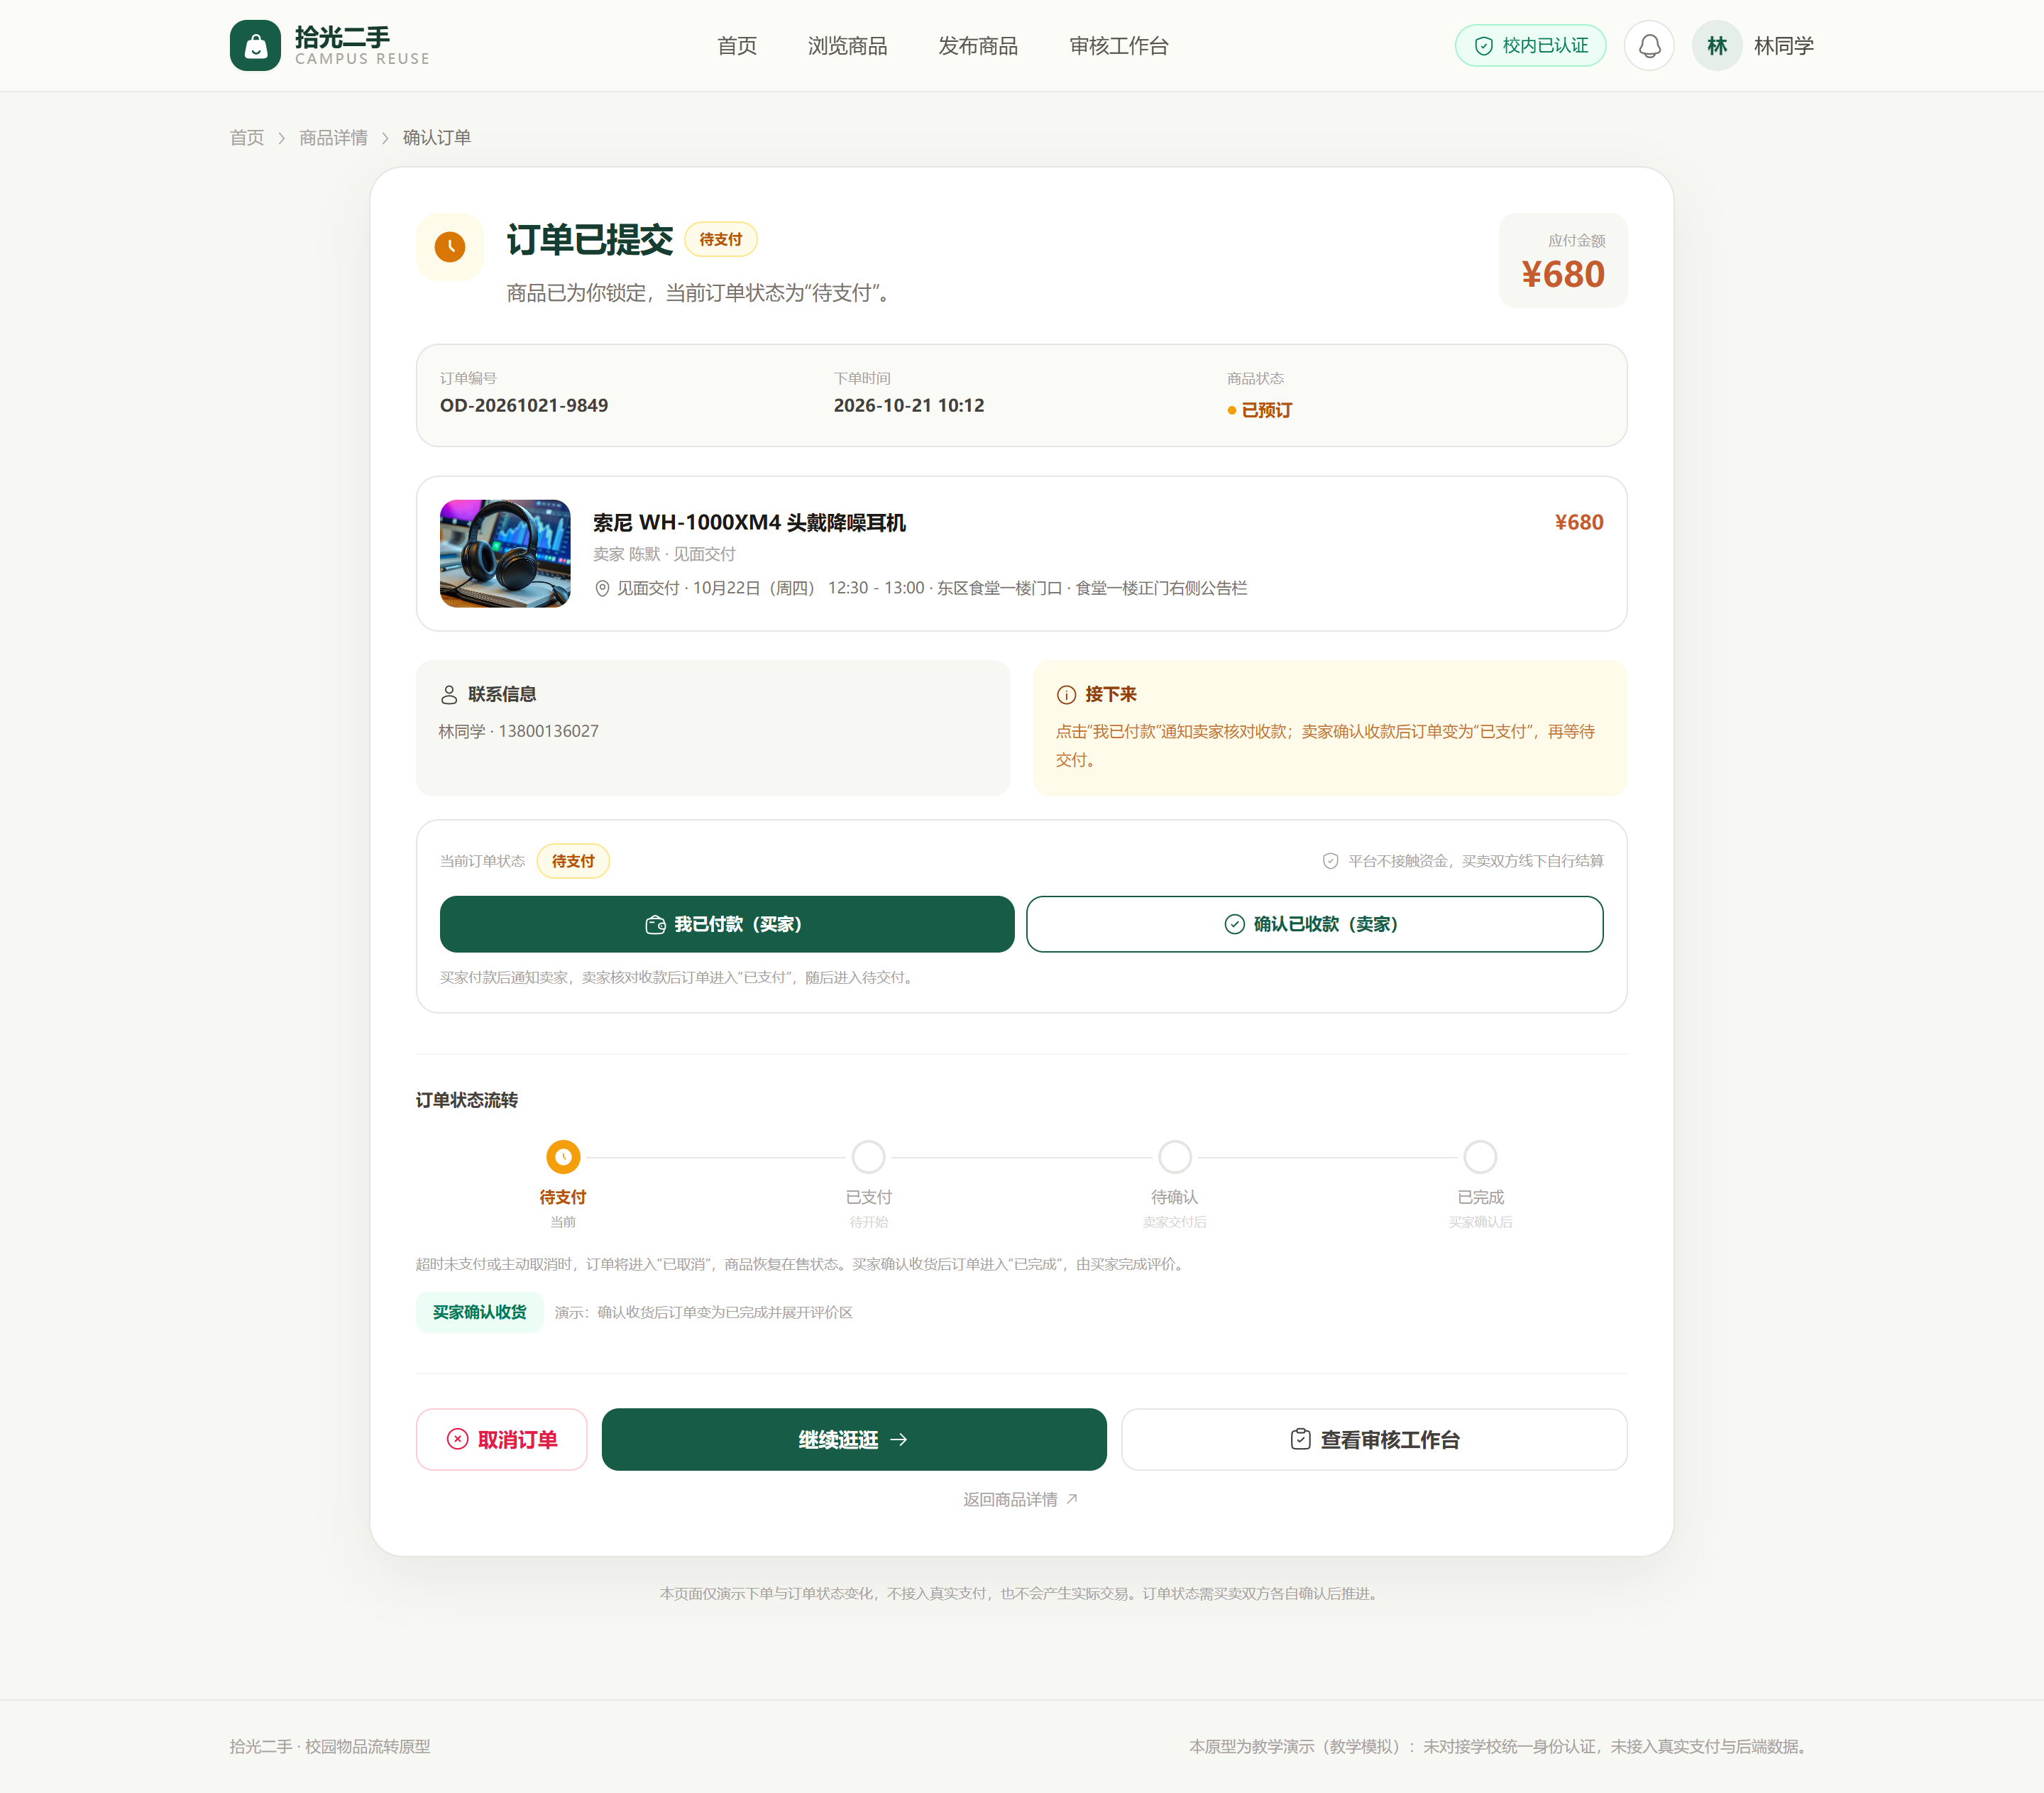 拾光二手
CAMPUS REUSE
首页
浏览商品
发布商品
审核工作台
校内已认证
林
林同学
首页 > 商品详情 > 确认订单
订单已提交
待支付
商品已为你锁定，当前订单状态为“待支付”。
应付金额
¥680
订单编号
OD-20261021-9849
下单时间
2026-10-21 10:12
商品状态
已预订
索尼 WH-1000XM4 头戴降噪耳机
¥680
卖家 陈默 · 见面交付
见面交付 · 10月22日（周四） 12:30 - 13:00 · 东区食堂一楼门口 · 食堂一楼正门右侧公告栏
联系信息
林同学 · 13800136027
接下来
点击“我已付款”通知卖家核对收款；卖家确认收款后订单变为“已支付”，再等待
交付。
当前订单状态
待支付
平台不接触资金，买卖双方线下自行结算
我已付款（买家）
确认已收款（卖家）
买家付款后通知卖家，卖家核对收款后订单进入“已支付”，随后进入待交付。
订单状态流转
待支付
当前
已支付
待开始
待确认
卖家交付后
已完成
买家确认后
超时未支付或主动取消时，订单将进入“已取消”，商品恢复在售状态。买家确认收货后订单进入“已完成”，由买家完成评价。
买家确认收货
演示：确认收货后订单变为已完成并展开评价区
取消订单
继续逛逛 →
查看审核工作台
返回商品详情 ↗
本页面仅演示下单与订单状态变化，不接入真实支付，也不会产生实际交易。订单状态需买卖双方各自确认后推进。
拾光二手 · 校园物品流转原型
本原型为教学演示（教学模拟）：未对接学校统一身份认证，未接入真实支付与后端数据。